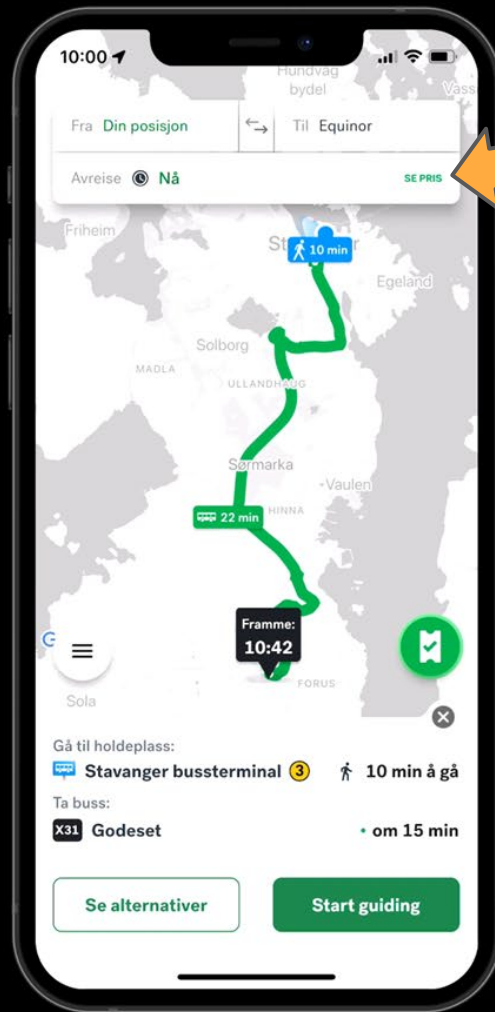 10:00
Hundvåg
bydel
Vass
Fra Din posisjon
Til Equinor
Avreise Nå
SE PRIS
Friheim
St
r
10 min
Egeland
Solborg
MADLA
ULLANDHAUG
Sørmarka
Vaulen
22 min
HINNA
Framme:
10:42
G
FORUS
Sola
Gå til holdeplass:
Stavanger bussterminal 3 10 min å gå
Ta buss:
X31 Godeset • om 15 min
Se alternativer
Start guiding